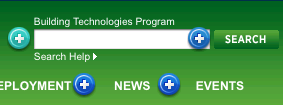 Building Technologies Program
SEARCH
Search Help
EPLOYMENT NEWS EVENTS